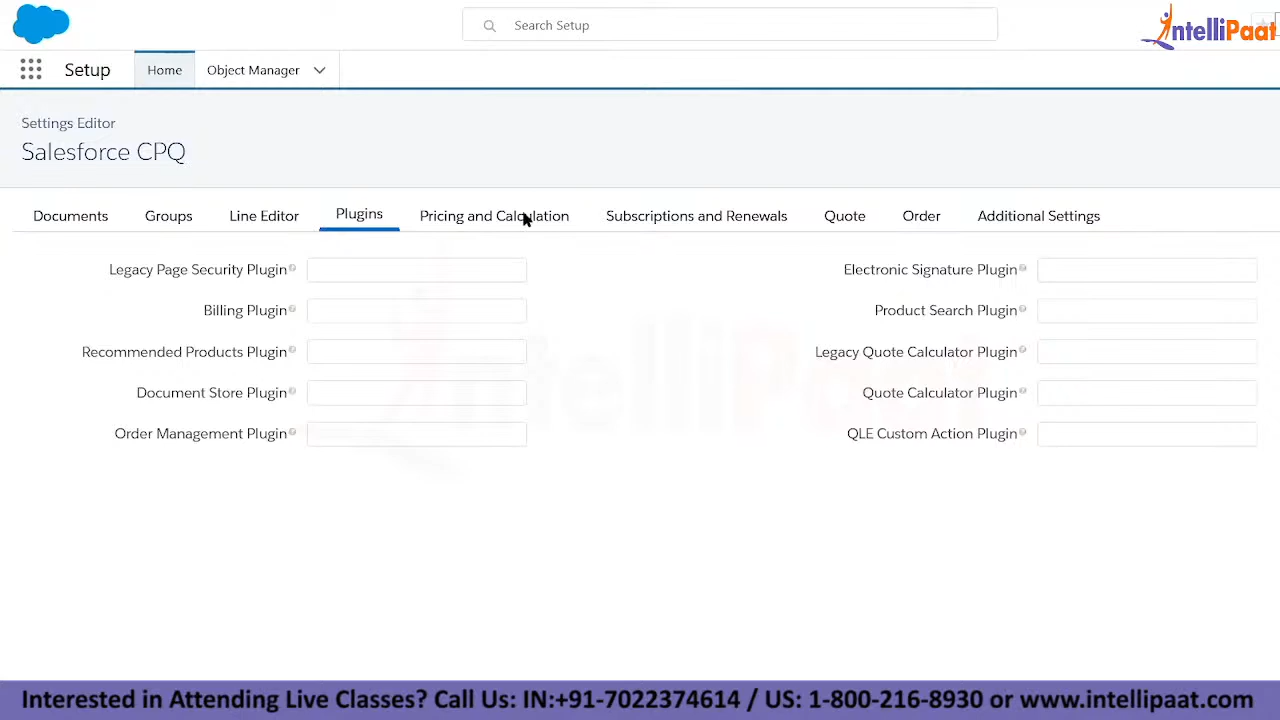 Search Setup
IntelliPaat
Setup
Home
Object Manager
Settings Editor
Salesforce CPQ
Documents
Groups
Line Editor
Plugins
Pricing and Calculation
Subscriptions and Renewals
Quote
Order
Additional Settings
Legacy Page Security Plugin
Electronic Signature Plugin
Billing Plugin
Product Search Plugin
Recommended Products Plugin
Legacy Quote Calculator Plugin
Document Store Plugin
Quote Calculator Plugin
Order Management Plugin
QLE Custom Action Plugin
IntelliPaat
Interested in Attending Live Classes? Call Us: IN:+91-7022374614 / US: 1-800-216-8930 or www.intellipaat.com